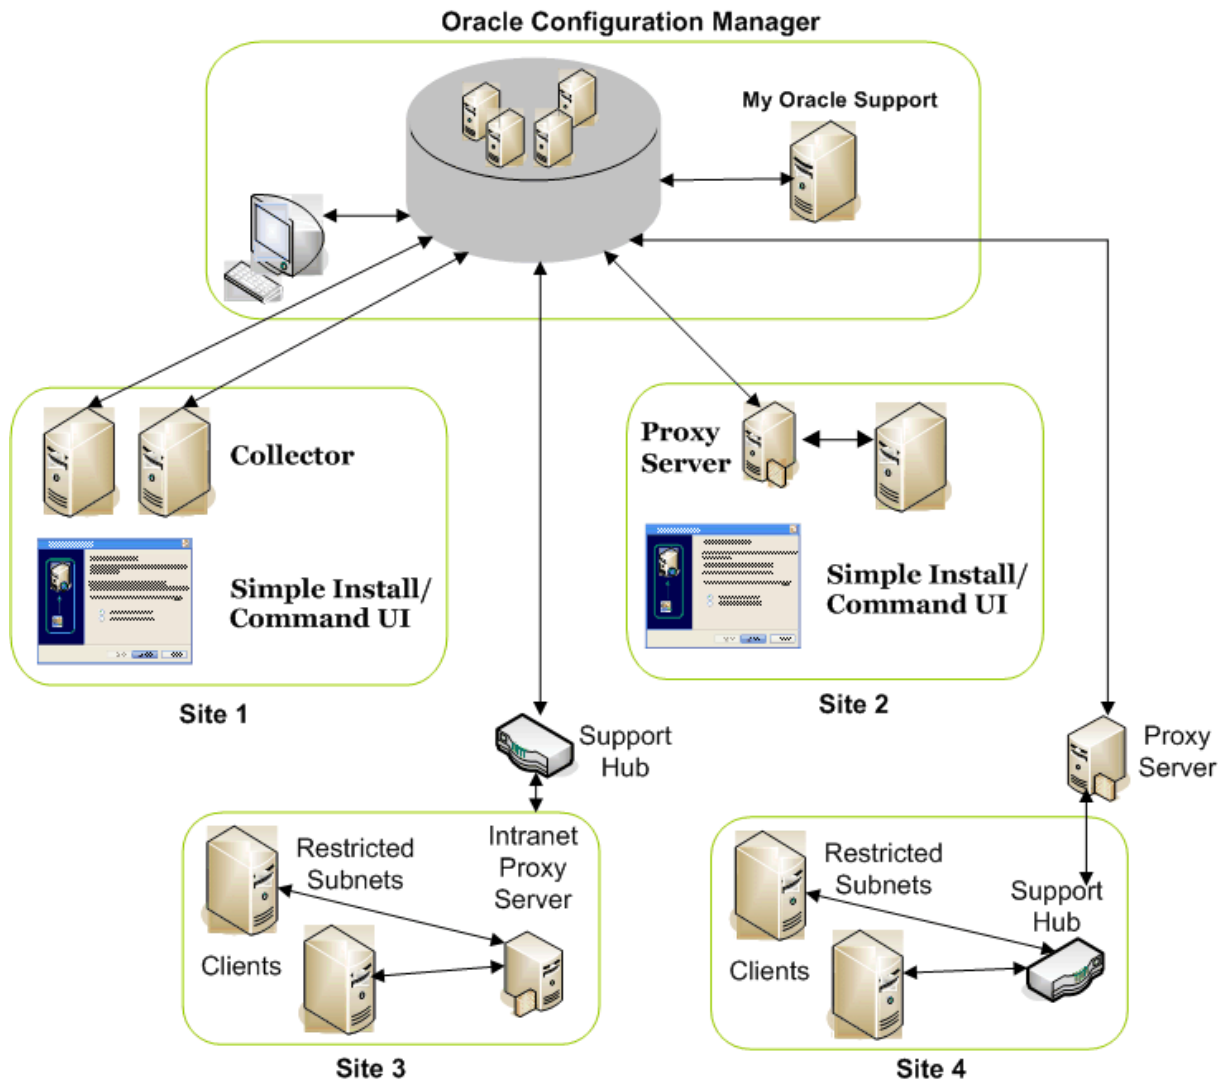 Oracle Configuration Manager
My Oracle Support
Collector
Simple Install/
Command UI
Site 1
Proxy
Server
Simple Install/
Command UI
Site 2
Support
Hub
Proxy
Server
Restricted
Subnets
Intranet
Proxy
Server
Clients
Site 3
Restricted
Subnets
Support
Hub
Clients
Site 4